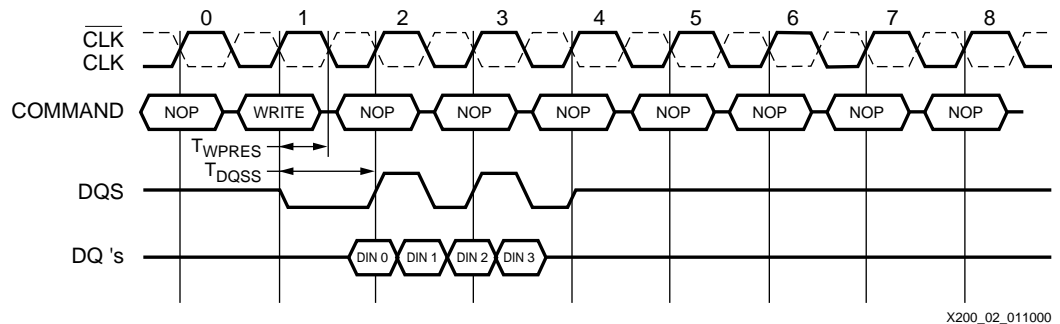 0 1 2 3 4 5 6 7 8
CLK
CLK
COMMAND NOP WRITE NOP NOP NOP NOP NOP NOP NOP
TWPRES
TDQSS
DQS
DQ 's DIN 0 DIN 1 DIN 2 DIN 3
X200_02_011000